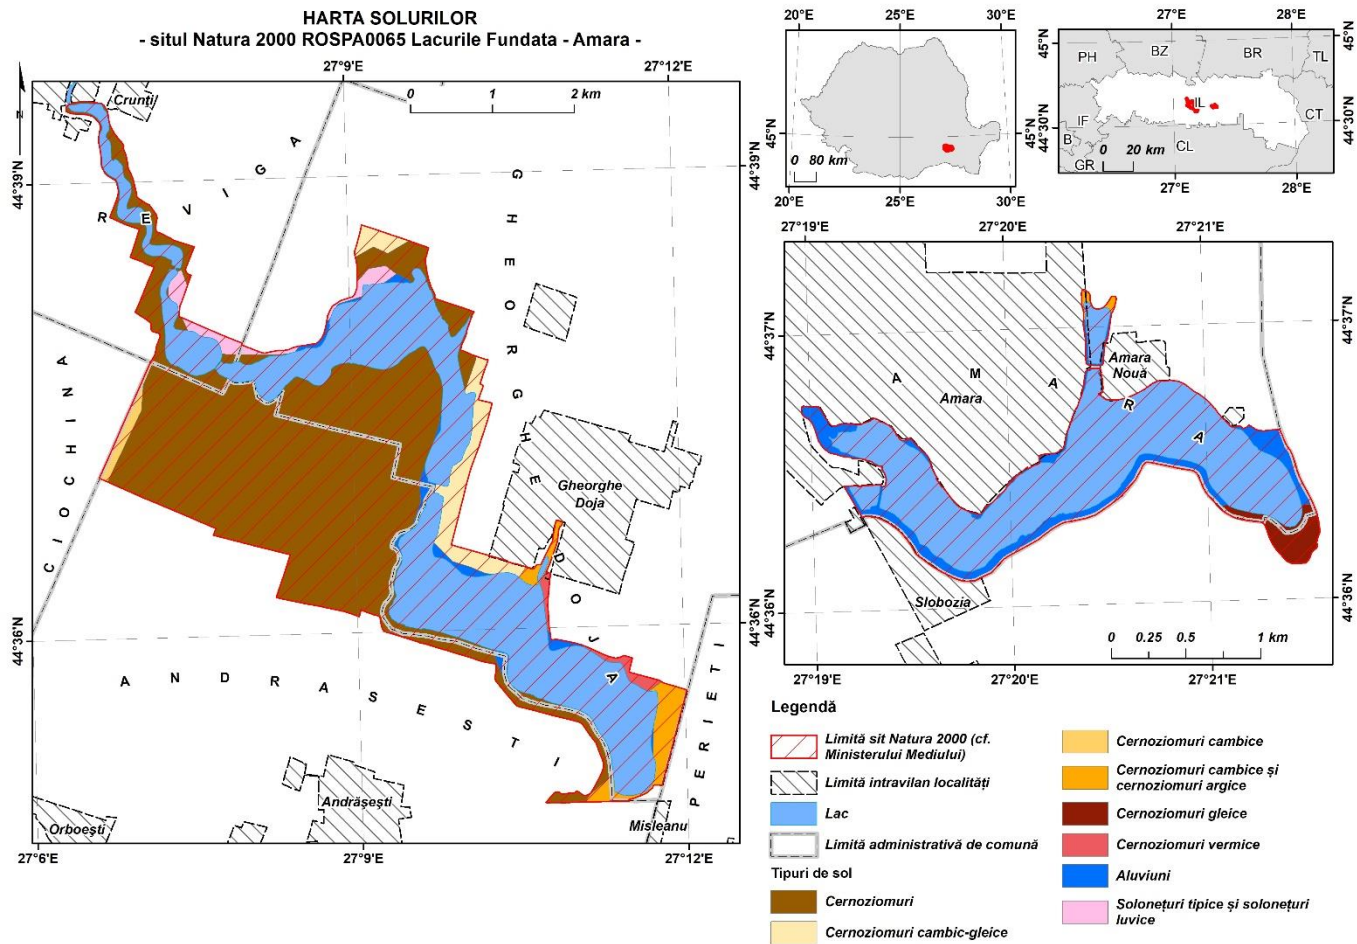 HARTA SOLURILOR
- situl Natura 2000 ROSPA0065 Lacurile Fundata - Amara -
27°9'E
27°12'E
N
0 1 2 km
Crunți
44°39'N
44°39'N
REVIGA
GHEORGHE DOJA
CIOCHINA
Gheorghe
Doja
44°36'N
44°36'N
ANDRASESTI
PERIETI
Andrășești
Orboești
Misleanu
27°6'E
27°9'E
27°12'E
20°E
25°E
30°E
45°N
45°N
0 80 km
20°E
25°E
30°E
27°E
28°E
45°N
45°N
PH
BZ
BR
TL
IL
IF
CT
B
CL
GR
44°30'N
44°30'N
0 20 km
27°E
28°E
27°19'E
27°20'E
27°21'E
44°37'N
44°37'N
AMARA
Amara
Amara
Nouă
44°36'N
44°36'N
Slobozia
0 0.25 0.5 1 km
27°19'E
27°20'E
27°21'E
Legendă
Limită sit Natura 2000 (cf.
Ministerului Mediului)
Limită intravilan localități
Lac
Limită administrativă de comună
Tipuri de sol
Cernoziomuri
Cernoziomuri cambic-gleice
Cernoziomuri cambice
Cernoziomuri cambice și
cernoziomuri argice
Cernoziomuri gleice
Cernoziomuri vermice
Aluviuni
Solonețuri tipice și solonețuri
luvice